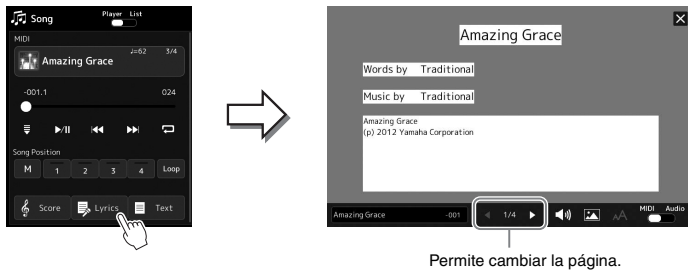 Song
Player List
MIDI
Amazing Grace
♩=62 3/4
-001.1 024
Song Position
M 1 2 3 4 Loop
Score Lyrics Text
Amazing Grace
Words by Traditional
Music by Traditional
Amazing Grace
(p) 2012 Yamaha Corporation
Amazing Grace -001 1/4 AA MIDI Audio
Permite cambiar la página.